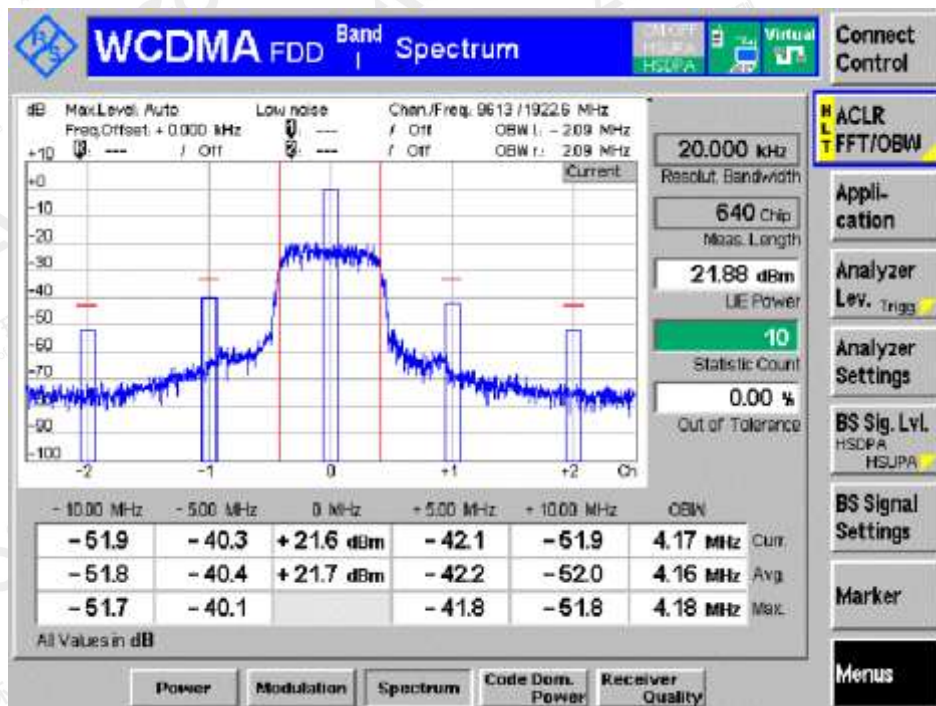 WCDMA FDD Band I Spectrum
HSUPA
HSDPA
Virtual
Connect Control
dB Max.Level: Auto Low noise Chan./Freq.: 9613 / 1922.6 MHz
Freq.Offset: + 0.000 kHz 1: --- / Off OBW l.: - 2.09 MHz
R: --- / Off 2: --- / Off OBW r.: 2.09 MHz
Current
+10
+0
-10
-20
-30
-40
-50
-60
-70
-90
-100
-2 -1 0 +1 +2 Ch
20.000 kHz
Resolut. Bandwidth
640 Chip
Meas. Length
21.88 dBm
UE Power
10
Statistic Count
0.00 %
Out of Tolerance
HLT
ACLR
FFT/OBW
Appli-
cation
Analyzer
Lev. Trigg
Analyzer
Settings
BS Sig. Lvl.
HSDPA
HSUPA
BS Signal
Settings
Marker
Menus
- 10.00 MHz - 5.00 MHz 0 MHz + 5.00 MHz + 10.00 MHz OBW
- 51.9 - 40.3 + 21.6 dBm - 42.1 - 51.9 4.17 MHz Curr.
- 51.8 - 40.4 + 21.7 dBm - 42.2 - 52.0 4.16 MHz Avg.
- 51.7 - 40.1 - 41.8 - 51.8 4.18 MHz Max.
All Values in dB
Power Modulation Spectrum Code Dom. Power Receiver Quality